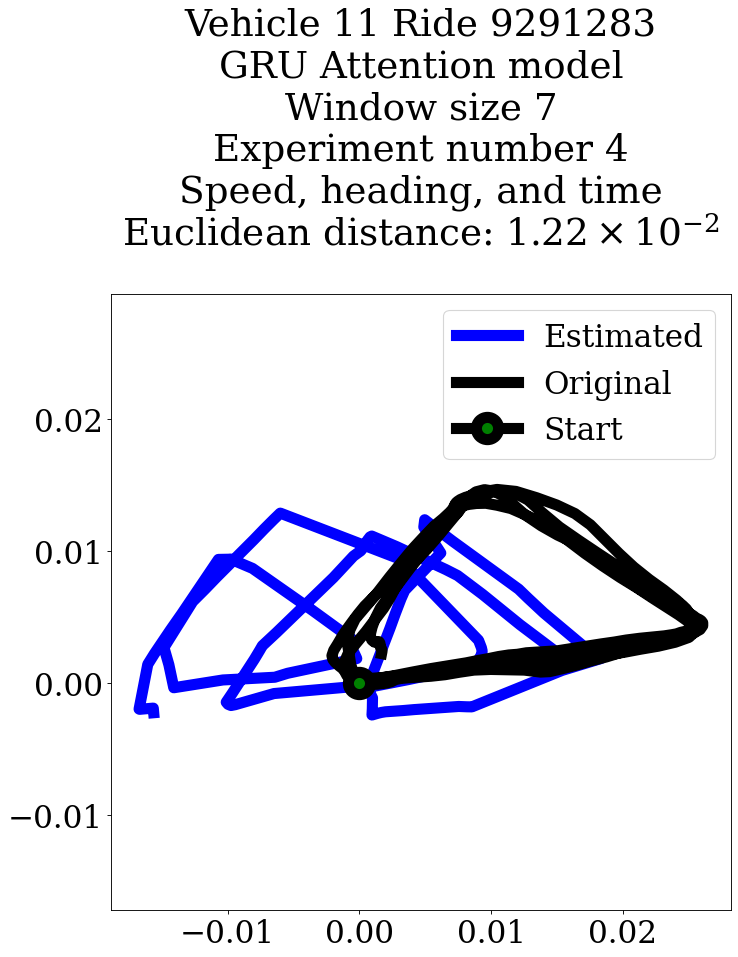 Vehicle 11 Ride 9291283
GRU Attention model
Window size 7
Experiment number 4
Speed, heading, and time
Euclidean distance: 1.22 × 10⁻²
Estimated
Original
Start
0.02
0.01
0.00
−0.01
−0.01 0.00 0.01 0.02